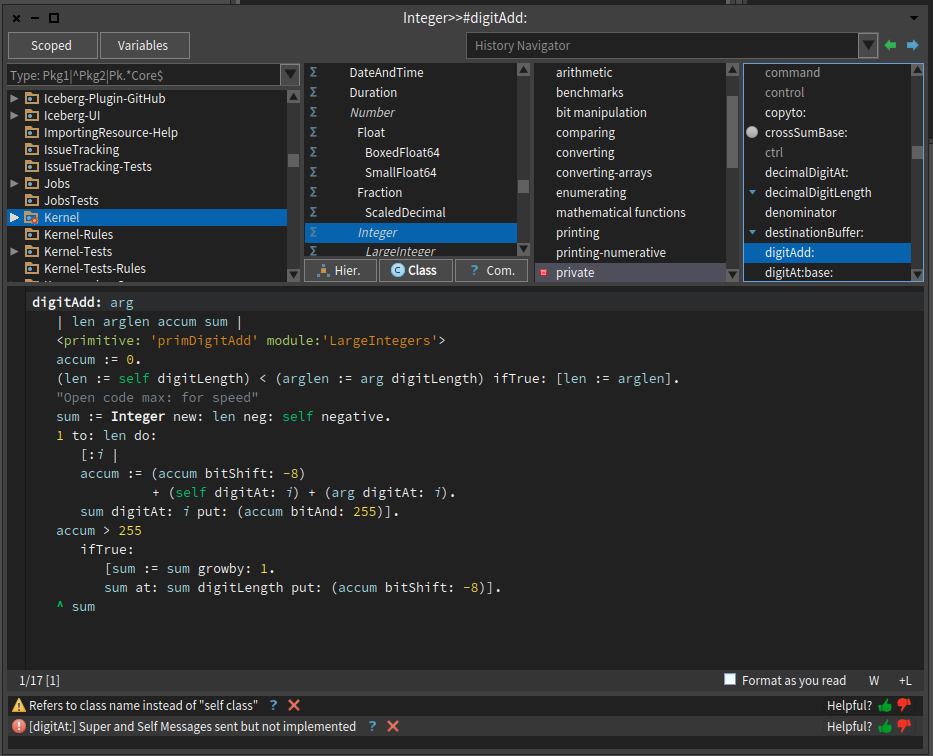 Integer>>#digitAdd:
Scoped
Variables
History Navigator
Type: Pkg1|^Pkg2|Pk.*Core$
Iceberg-Plugin-GitHub
Iceberg-UI
ImportingResource-Help
IssueTracking
IssueTracking-Tests
Jobs
JobsTests
Kernel
Kernel-Rules
Kernel-Tests
Kernel-Tests-Rules
DateAndTime
Duration
Number
Float
BoxedFloat64
SmallFloat64
Fraction
ScaledDecimal
Integer
LargeInteger
Hier.
Class
? Com.
arithmetic
benchmarks
bit manipulation
comparing
converting
converting-arrays
enumerating
mathematical functions
printing
printing-numerative
private
command
control
copyto:
crossSumBase:
ctrl
decimalDigitAt:
decimalDigitLength
denominator
destinationBuffer:
digitAdd:
digitAt:base:
digitAdd: arg
| len arglen accum sum |
<primitive: 'primDigitAdd' module:'LargeIntegers'>
accum := 0.
(len := self digitLength) < (arglen := arg digitLength) ifTrue: [len := arglen].
"Open code max: for speed"
sum := Integer new: len neg: self negative.
1 to: len do:
[:i |
accum := (accum bitShift: -8)
+ (self digitAt: i) + (arg digitAt: i).
sum digitAt: i put: (accum bitAnd: 255)].
accum > 255
ifTrue:
[sum := sum growby: 1.
sum at: sum digitLength put: (accum bitShift: -8)].
^ sum
1/17 [1]
Format as you read
W
+L
Refers to class name instead of "self class" ?
Helpful?
[digitAt:] Super and Self Messages sent but not implemented ?
Helpful?